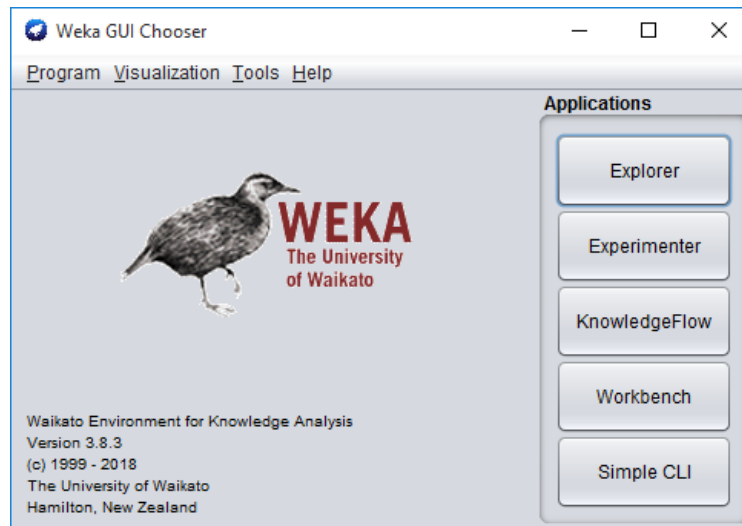 Weka GUI Chooser
Program Visualization Tools Help
Applications
Explorer
Experimenter
KnowledgeFlow
Workbench
Simple CLI
WEKA
The University
of Waikato
Waikato Environment for Knowledge Analysis
Version 3.8.3
(c) 1999 - 2018
The University of Waikato
Hamilton, New Zealand